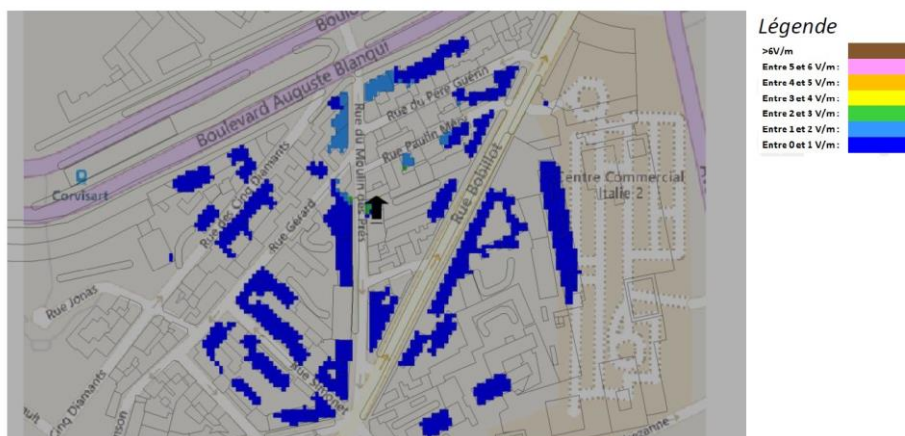 Boulevard Auguste Blanqui
Corvisart
Rue des Cinq Diamants
Rue Gérard
Rue Jonas
Rue du Moulin des Prés
Rue du Père Guérin
Rue Paulin Méry
Rue Bobillot
Centre Commercial
Italie 2
Cinq Diamants
Légende
>6V/m
Entre 5 et 6 V/m :
Entre 4 et 5 V/m :
Entre 3 et 4 V/m :
Entre 2 et 3 V/m :
Entre 1 et 2 V/m :
Entre 0 et 1 V/m :